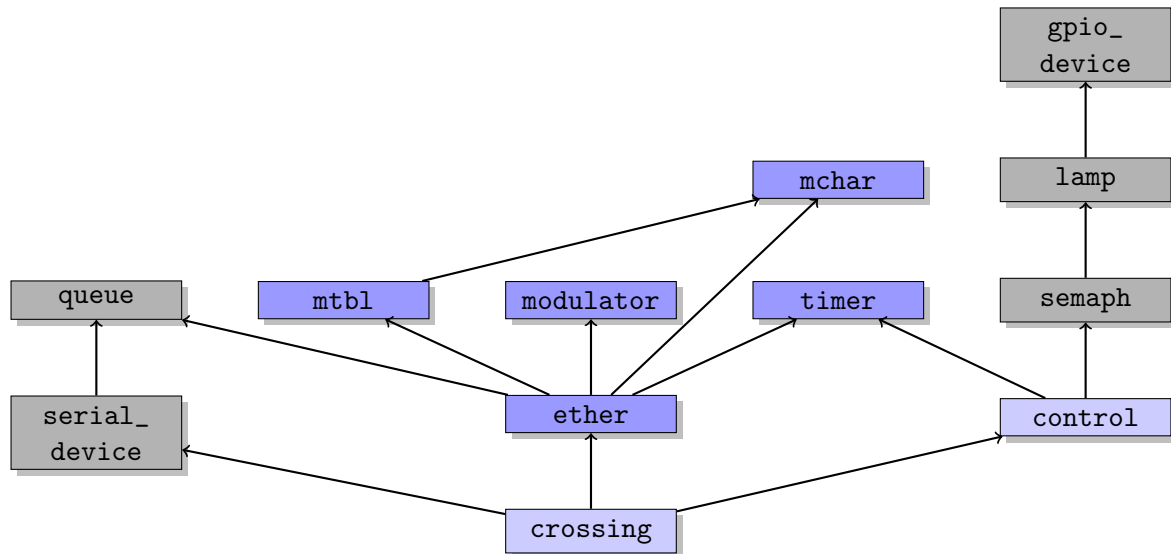 gpio_
device
mchar
lamp
queue
mtbl
modulator
timer
semaph
serial_
device
ether
control
crossing